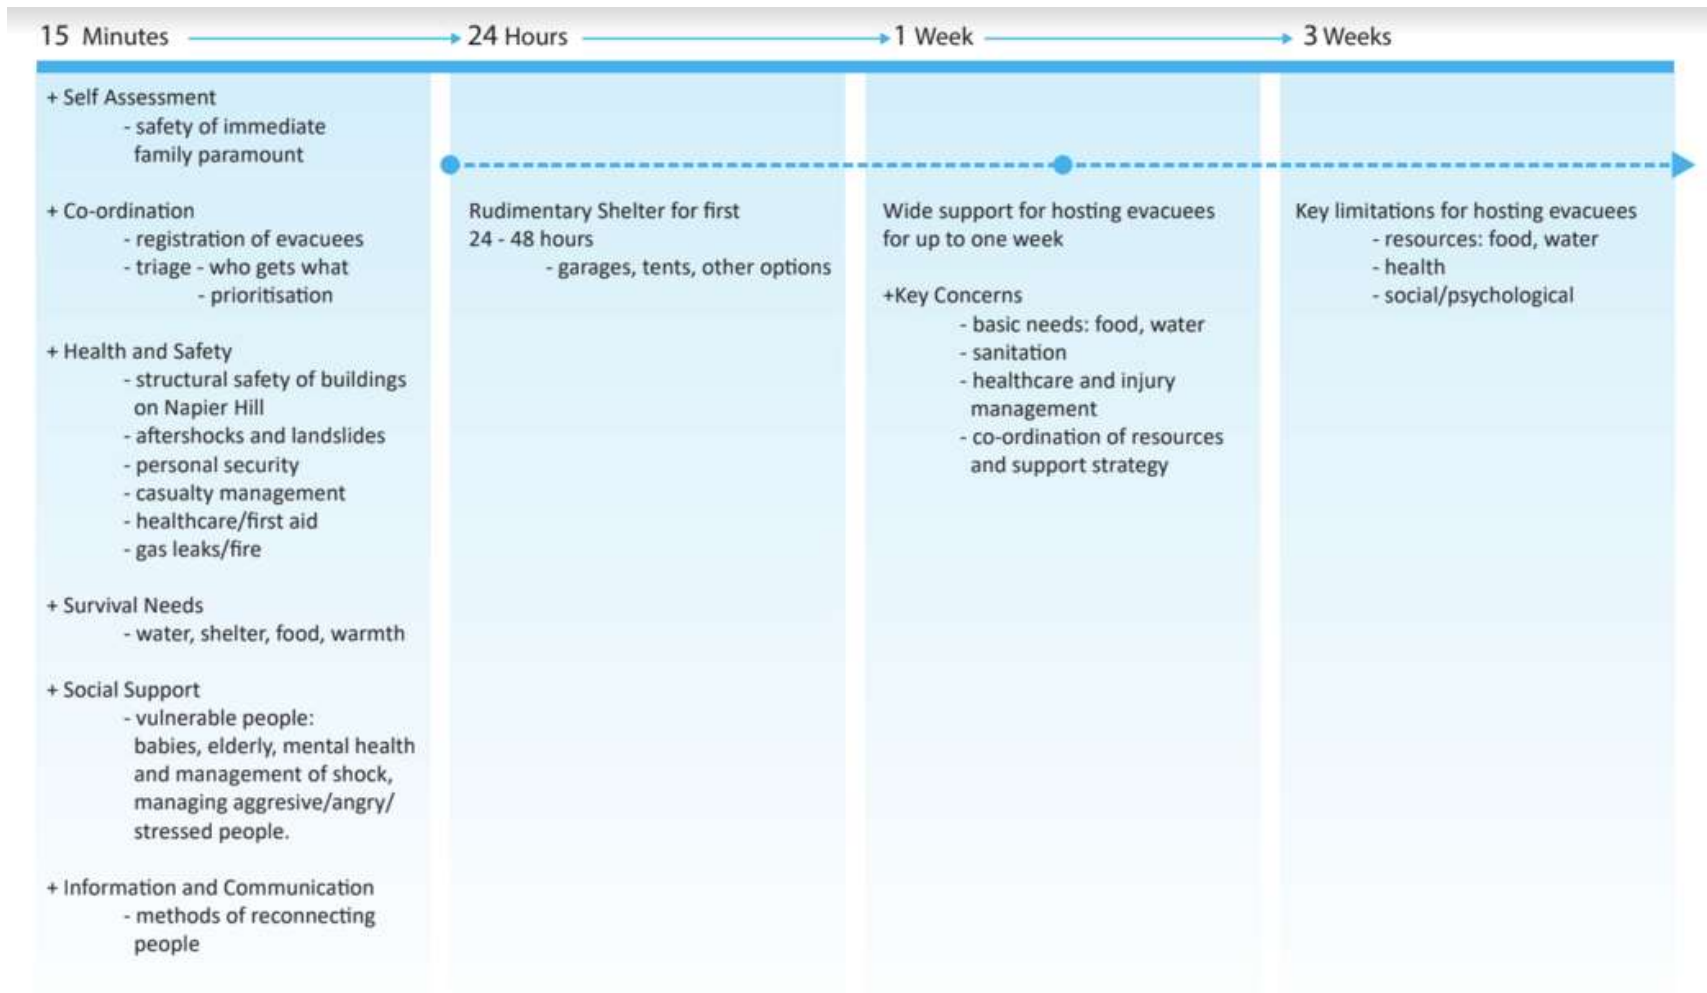 15 Minutes
24 Hours
1 Week
3 Weeks
+ Self Assessment
- safety of immediate
family paramount
+ Co-ordination
- registration of evacuees
- triage - who gets what
- prioritisation
+ Health and Safety
- structural safety of buildings
on Napier Hill
- aftershocks and landslides
- personal security
- casualty management
- healthcare/first aid
- gas leaks/fire
+ Survival Needs
- water, shelter, food, warmth
+ Social Support
- vulnerable people:
babies, elderly, mental health
and management of shock,
managing aggresive/angry/
stressed people.
+ Information and Communication
- methods of reconnecting
people
Rudimentary Shelter for first
24 - 48 hours
- garages, tents, other options
Wide support for hosting evacuees
for up to one week
+Key Concerns
- basic needs: food, water
- sanitation
- healthcare and injury
management
- co-ordination of resources
and support strategy
Key limitations for hosting evacuees
- resources: food, water
- health
- social/psychological